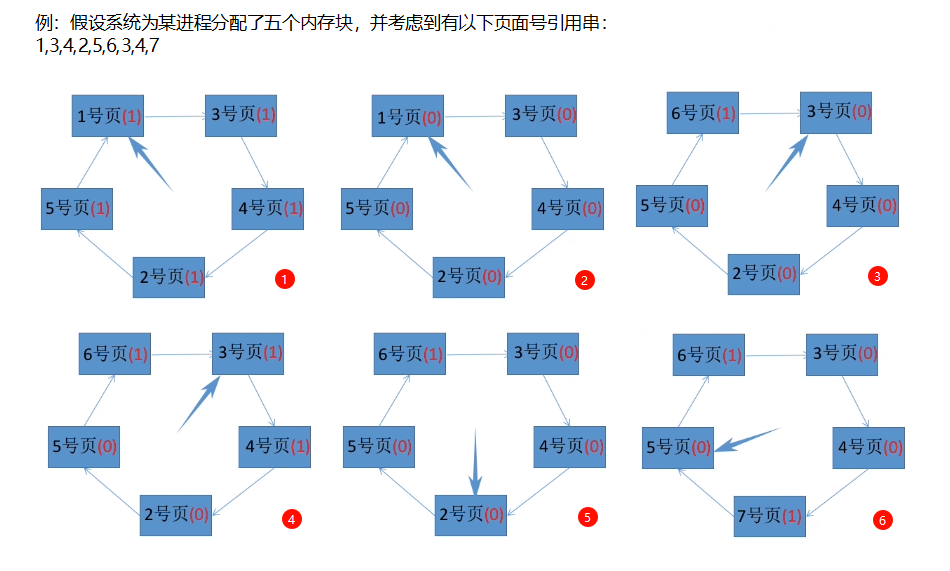 例：假设系统为某进程分配了五个内存块，并考虑到有以下页面号引用串：
1,3,4,2,5,6,3,4,7
1号页(1)
3号页(1)
5号页(1)
4号页(1)
2号页(1)
1
1号页(0)
3号页(0)
5号页(0)
4号页(0)
2号页(0)
2
6号页(1)
3号页(0)
5号页(0)
4号页(0)
2号页(0)
3
6号页(1)
3号页(1)
5号页(0)
4号页(1)
2号页(0)
4
6号页(1)
3号页(0)
5号页(0)
4号页(0)
2号页(0)
5
6号页(1)
3号页(0)
5号页(0)
4号页(0)
7号页(1)
6